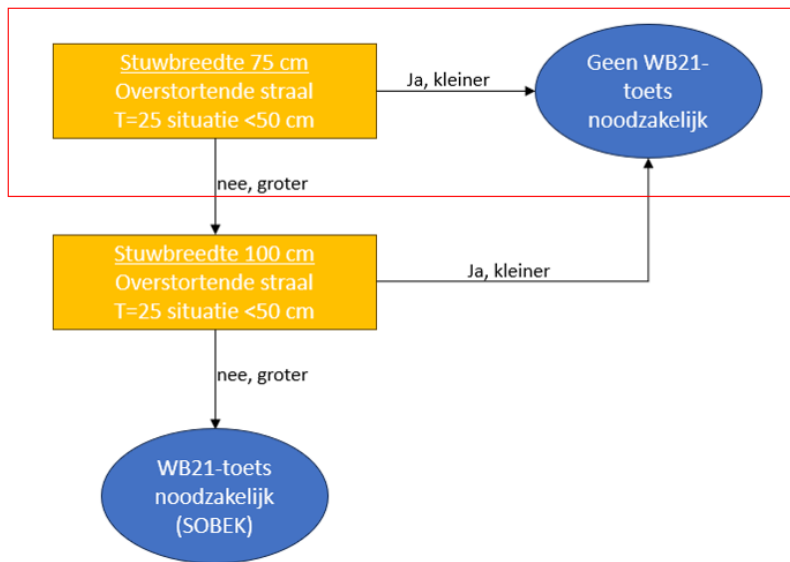 Stuwbreedte 75 cm
Overstortende straal
T=25 situatie <50 cm
Ja, kleiner
Geen WB21-
toets
noodzakelijk
nee, groter
Stuwbreedte 100 cm
Overstortende straal
T=25 situatie <50 cm
Ja, kleiner
nee, groter
WB21-toets
noodzakelijk
(SOBEK)